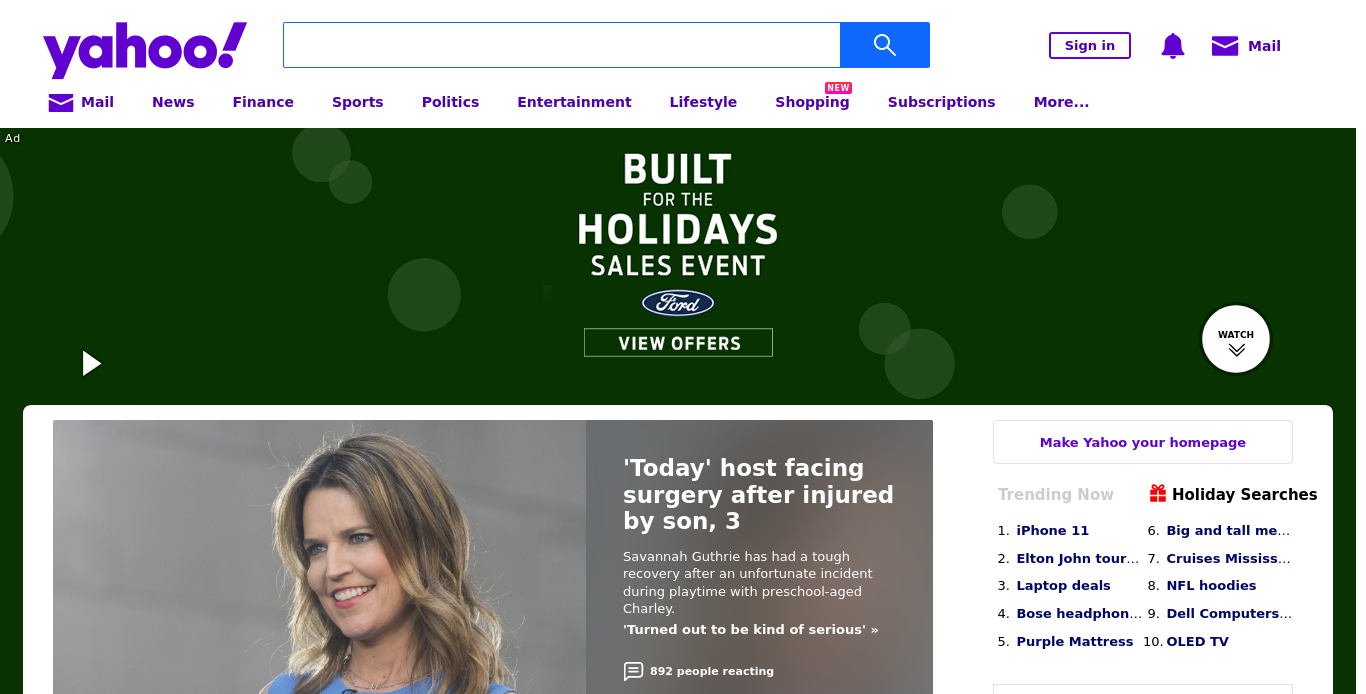 yahoo!
Sign in
Mail
Mail
News
Finance
Sports
Politics
Entertainment
Lifestyle
Shopping
NEW
Subscriptions
More...
Ad
BUILT
FOR THE
HOLIDAYS
SALES EVENT
Ford
VIEW OFFERS
WATCH
'Today' host facing
surgery after injured
by son, 3
Savannah Guthrie has had a tough
recovery after an unfortunate incident
during playtime with preschool-aged
Charley.
'Turned out to be kind of serious' »
892 people reacting
Make Yahoo your homepage
Trending Now
Holiday Searches
1. iPhone 11
2. Elton John tour...
3. Laptop deals
4. Bose headphon...
5. Purple Mattress
6. Big and tall me...
7. Cruises Mississ...
8. NFL hoodies
9. Dell Computers...
10. OLED TV